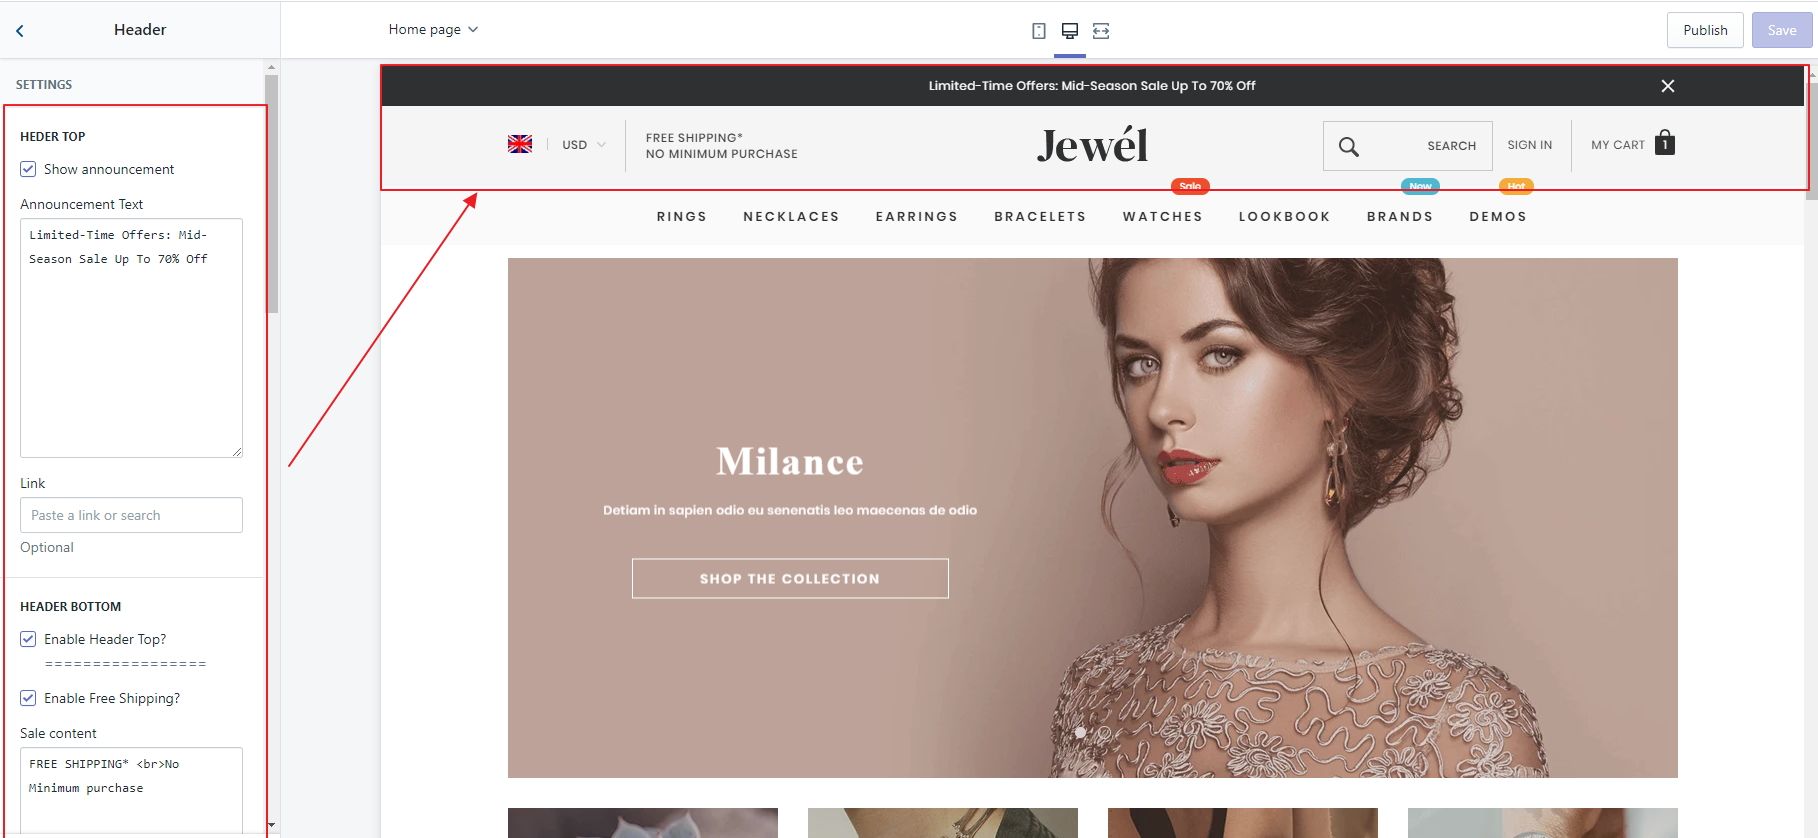 Header
Home page
Publish
Save
SETTINGS
HEDER TOP
Show announcement
Announcement Text
Limited-Time Offers: Mid-
Season Sale Up To 70% Off
Link
Paste a link or search
Optional
HEADER BOTTOM
Enable Header Top?
=================
Enable Free Shipping?
Sale content
FREE SHIPPING* <br>No
Minimum purchase
Limited-Time Offers: Mid-Season Sale Up To 70% Off
USD
FREE SHIPPING*
NO MINIMUM PURCHASE
Jewél
SEARCH
SIGN IN
MY CART
1
Sale
New
Hot
RINGS NECKLACES EARRINGS BRACELETS WATCHES LOOKBOOK BRANDS DEMOS
Milance
Detiam in sapien odio eu senenatis leo maecenas de odio
SHOP THE COLLECTION